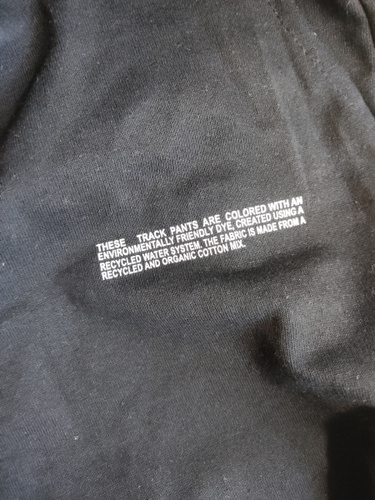 THESE TRACK PANTS ARE COLORED WITH AN
ENVIRONMENTALLY FRIENDLY DYE, CREATED USING A
RECYCLED WATER SYSTEM. THE FABRIC IS MADE FROM A
RECYCLED AND ORGANIC COTTON MIX.